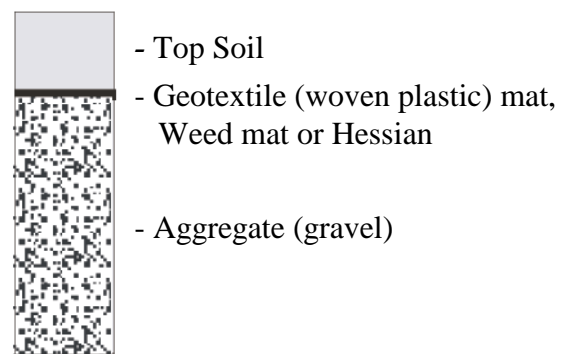 - Top Soil
- Geotextile (woven plastic) mat,
Weed mat or Hessian
- Aggregate (gravel)